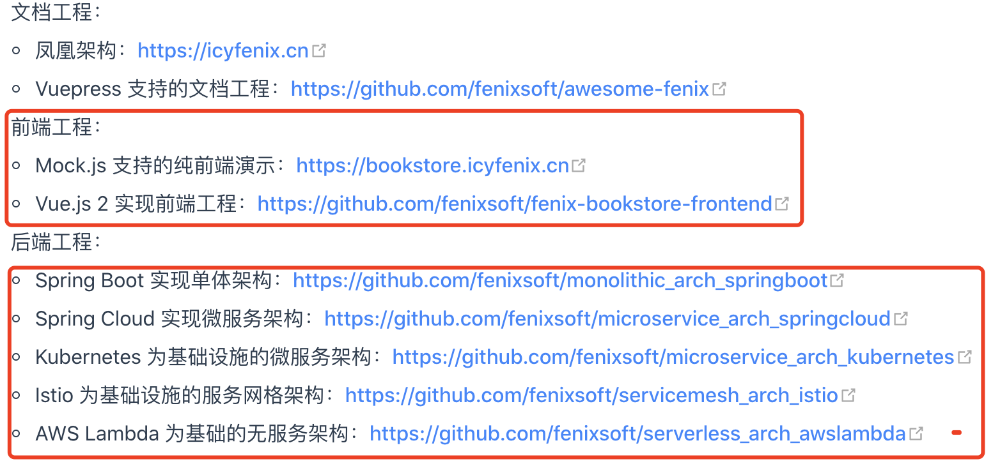 文档工程：
凤凰架构：https://icyfenix.cn
Vuepress 支持的文档工程：https://github.com/fenixsoft/awesome-fenix
前端工程：
Mock.js 支持的纯前端演示：https://bookstore.icyfenix.cn
Vue.js 2 实现前端工程：https://github.com/fenixsoft/fenix-bookstore-frontend
后端工程：
Spring Boot 实现单体架构：https://github.com/fenixsoft/monolithic_arch_springboot
Spring Cloud 实现微服务架构：https://github.com/fenixsoft/microservice_arch_springcloud
Kubernetes 为基础设施的微服务架构：https://github.com/fenixsoft/microservice_arch_kubernetes
Istio 为基础设施的服务网格架构：https://github.com/fenixsoft/servicemesh_arch_istio
AWS Lambda 为基础的无服务架构：https://github.com/fenixsoft/serverless_arch_awslambda